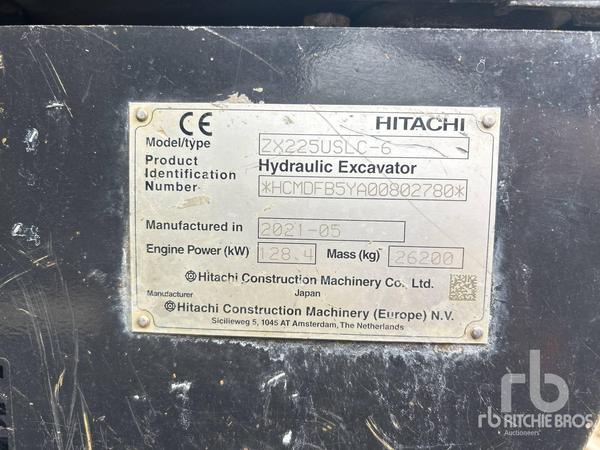 CE HITACHI
Model/type ZX225USLC-6
Product Hydraulic Excavator
Identification
Number *HCMDFB5YA00802780*
Manufactured in 2021-05
Engine Power (kW) 128.4 Mass (kg) 26200
Hitachi Construction Machinery Co., Ltd.
Japan
Manufacturer
Hitachi Construction Machinery (Europe) N.V.
Sicilieweg 5, 1045 AT Amsterdam, The Netherlands
rb
rb RITCHIE BROS
Auctioneers